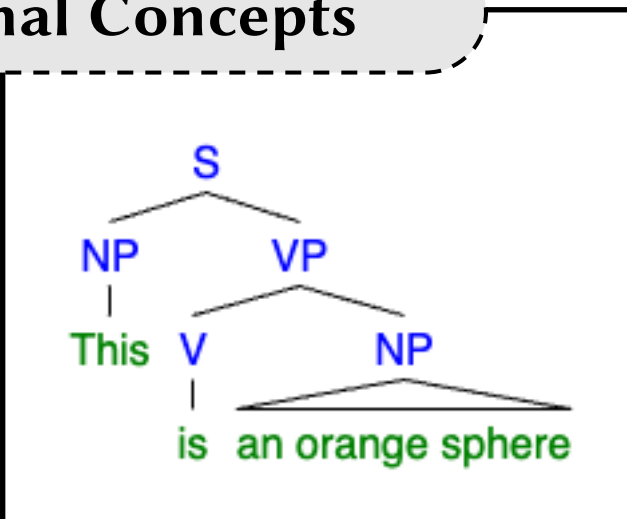 nal Concepts
S
NP VP
This V NP
is an orange sphere